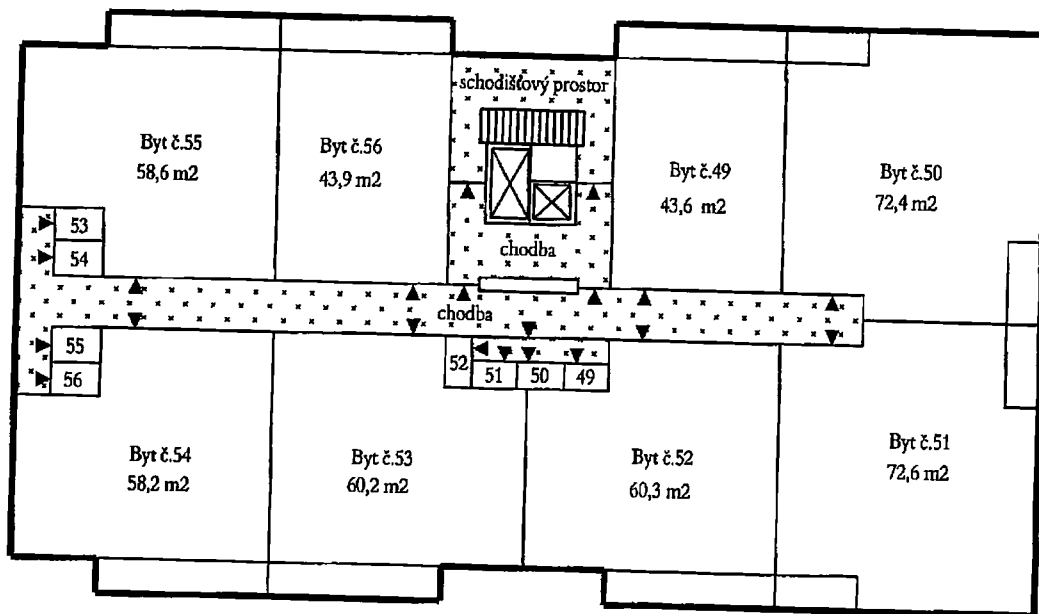 schodišťový prostor
Byt č.55
58,6 m2
Byt č.56
43,9 m2
Byt č.49
43,6 m2
Byt č.50
72,4 m2
53
54
chodba
chodba
55
56
52
51
50
49
Byt č.54
58,2 m2
Byt č.53
60,2 m2
Byt č.52
60,3 m2
Byt č.51
72,6 m2